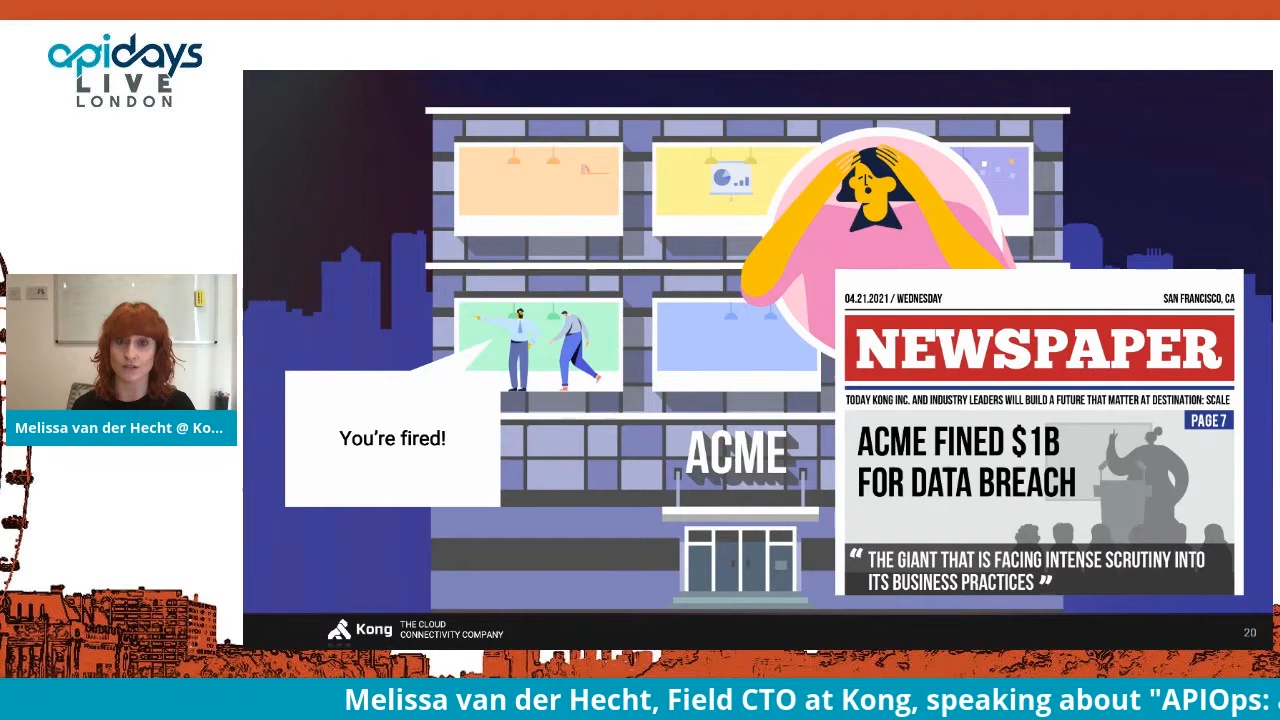 apidays
LIVE
LONDON
Melissa van der Hecht @ Ko...
You're fired!
ACME
04.21.2021 / WEDNESDAY
SAN FRANCISCO, CA
NEWSPAPER
TODAY KONG INC. AND INDUSTRY LEADERS WILL BUILD A FUTURE THAT MATTER AT DESTINATION: SCALE
PAGE 7
ACME FINED $1B
FOR DATA BREACH
“ THE GIANT THAT IS FACING INTENSE SCRUTINY INTO
ITS BUSINESS PRACTICES ”
Kong
THE CLOUD
CONNECTIVITY COMPANY
20
Melissa van der Hecht, Field CTO at Kong, speaking about "APIOps: